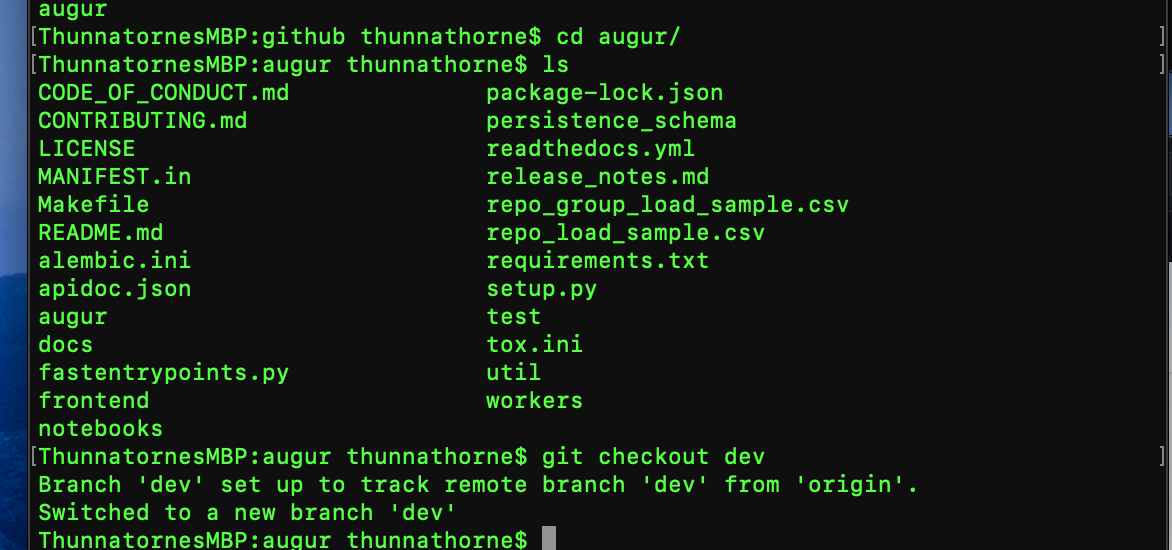 augur
[ThunnatornesMBP:github thunnathorne$ cd augur/ ]
[ThunnatornesMBP:augur thunnathorne$ ls ]
CODE_OF_CONDUCT.md package-lock.json
CONTRIBUTING.md persistence_schema
LICENSE readthedocs.yml
MANIFEST.in release_notes.md
Makefile repo_group_load_sample.csv
README.md repo_load_sample.csv
alembic.ini requirements.txt
apidoc.json setup.py
augur test
docs tox.ini
fastentrypoints.py util
frontend workers
notebooks
[ThunnatornesMBP:augur thunnathorne$ git checkout dev ]
Branch 'dev' set up to track remote branch 'dev' from 'origin'.
Switched to a new branch 'dev'
ThunnatornesMBP:augur thunnathorne$